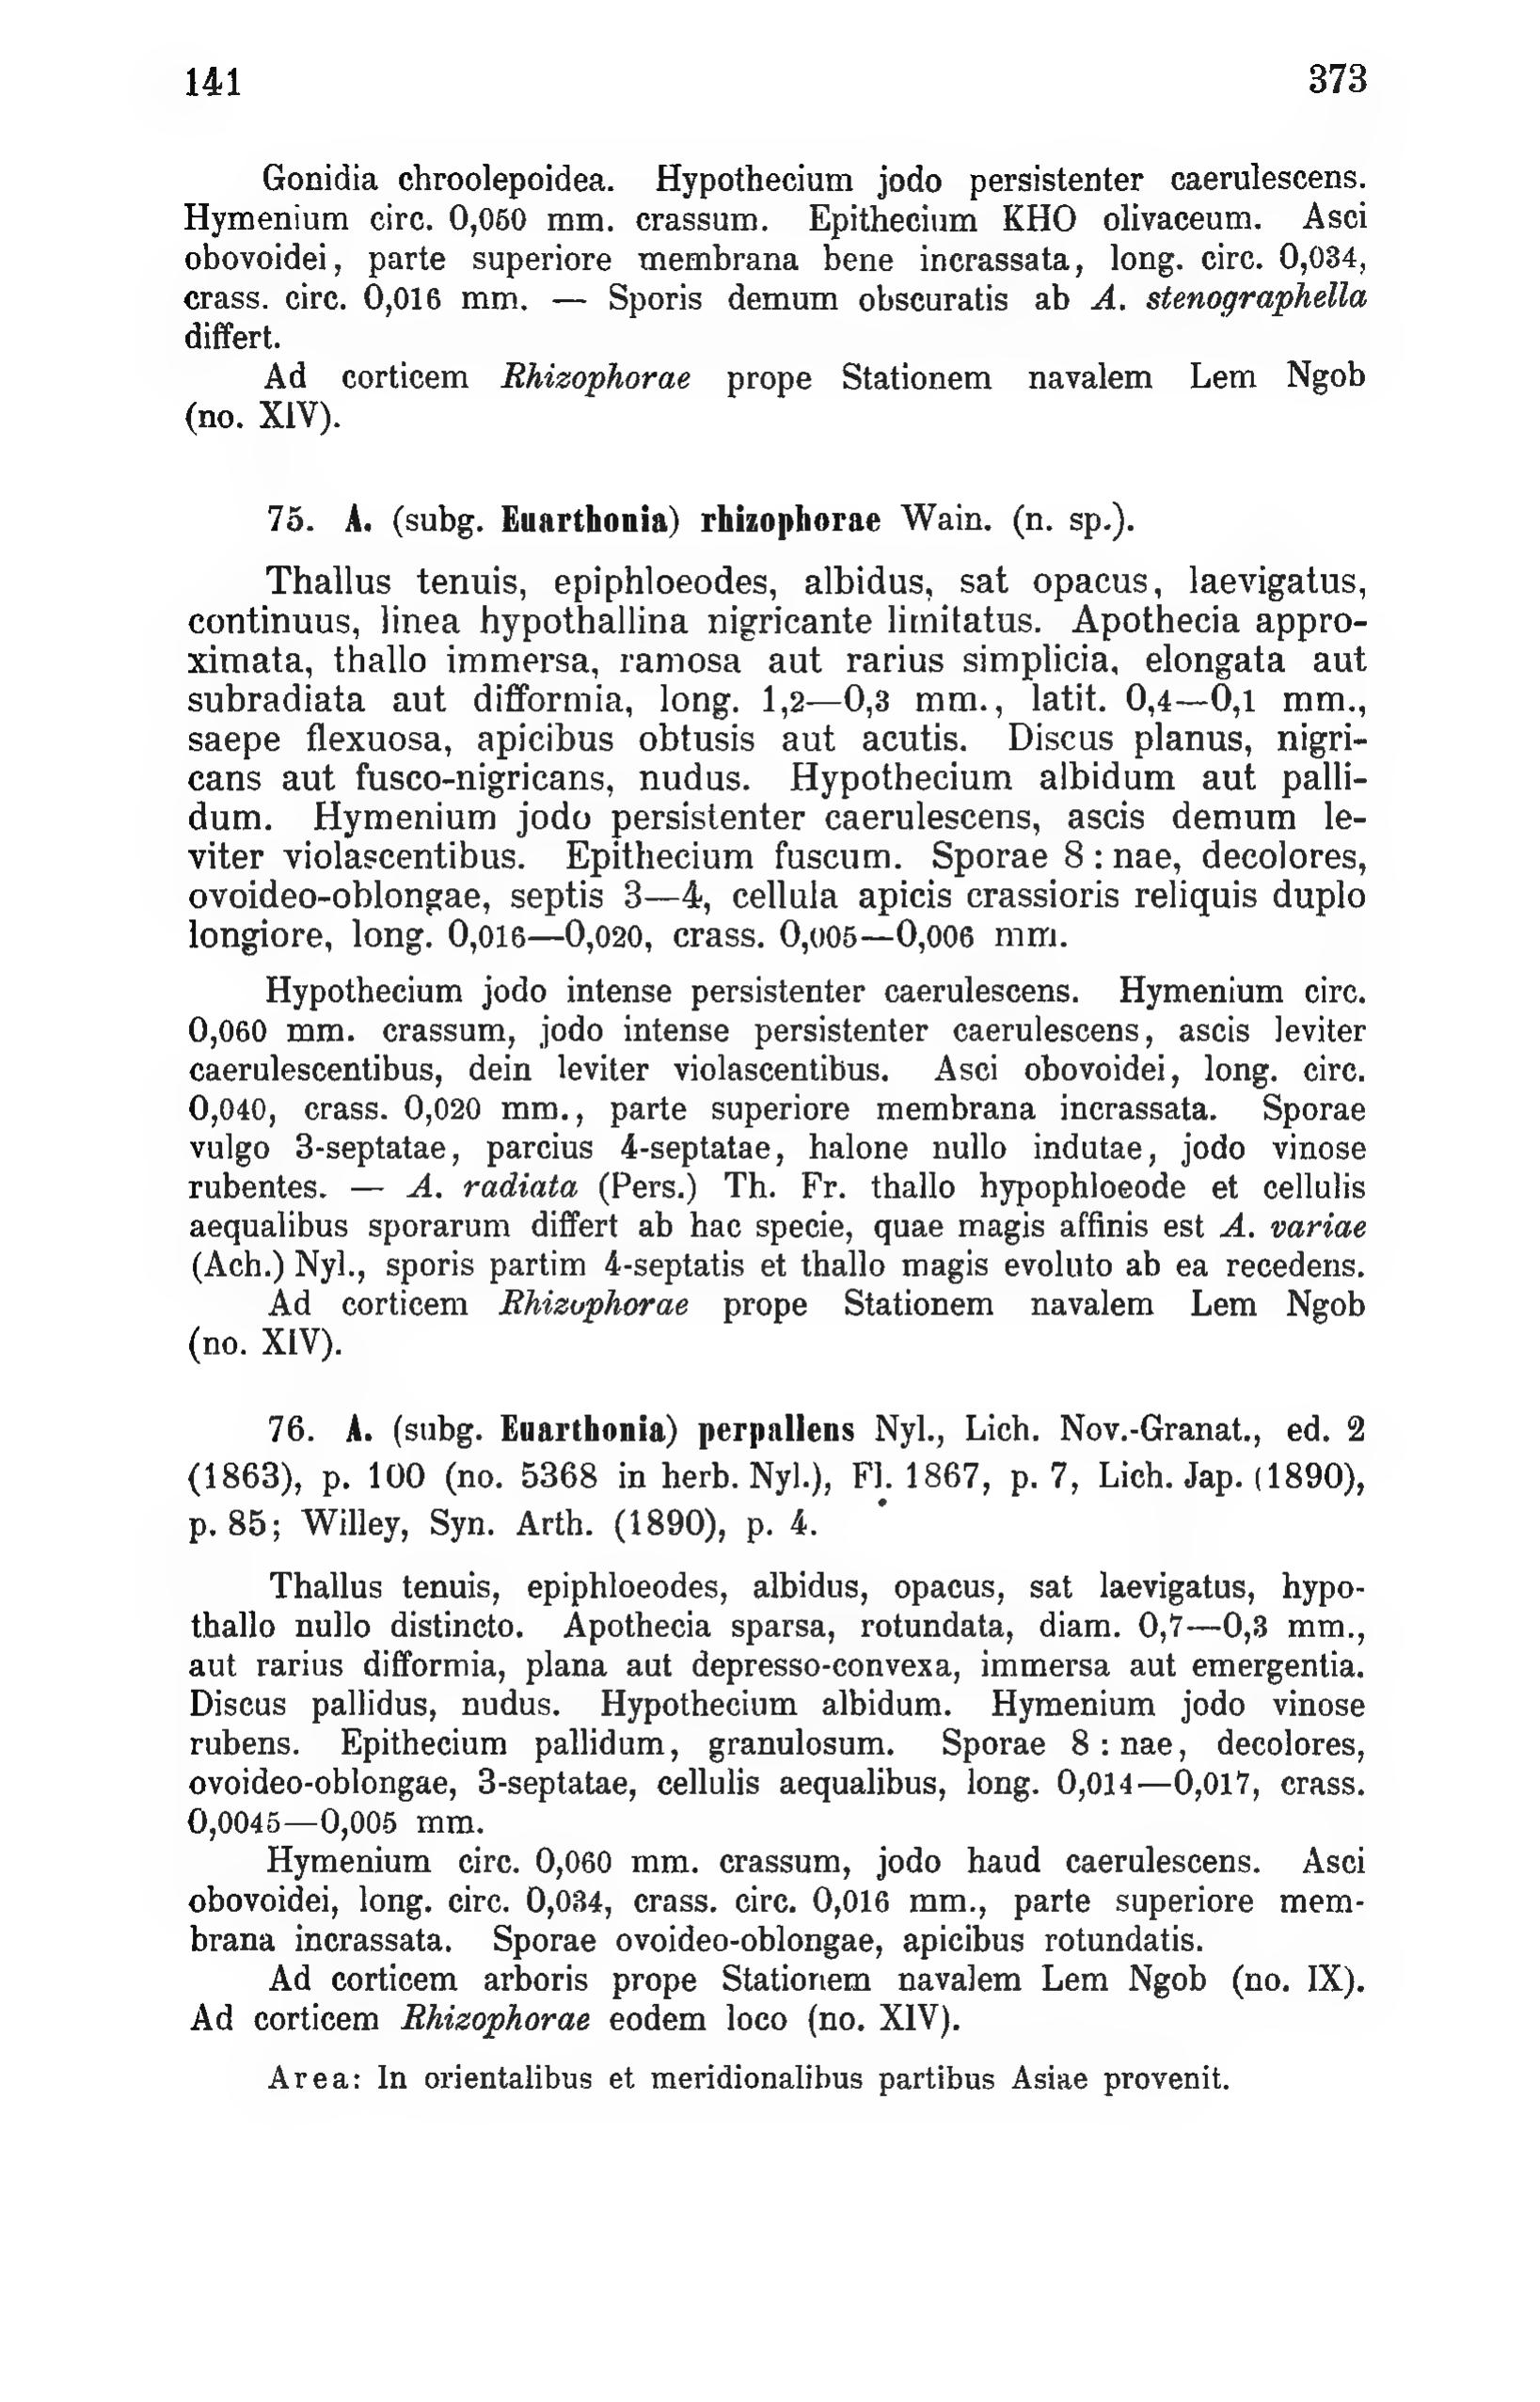 141 373
Gonidia chroolepoidea. Hypothecium jodo persistenter caerulescens.
Hymenium circ. 0,050 mm. crassum. Epithecium KHO olivaceum. Asci
obovoidei, parte superiore membrana bene incrassata, long. circ. 0,034,
crass. circ. 0,016 mm. — Sporis demum obscuratis ab A. stenographella
differt.
Ad corticem Rhizophorae prope Stationem navalem Lem Ngob
(no. XIV).
75. A. (subg. Euarthonia) rhizophorae Wain. (n. sp.).
Thallus tenuis, epiphloeodes, albidus, sat opacus, laevigatus,
continuus, linea hypothallina nigricante limitatus. Apothecia appro-
ximata, thallo immersa, ramosa aut rarius simplicia, elongata aut
subradiata aut difformia, long. 1,2—0,3 mm., latit. 0,4—0,1 mm.,
saepe flexuosa, apicibus obtusis aut acutis. Discus planus, nigri-
cans aut fusco-nigricans, nudus. Hypothecium albidum aut palli-
dum. Hymenium jodo persistenter caerulescens, ascis demum le-
viter violascentibus. Epithecium fuscum. Sporae 8 : nae, decolores,
ovoideo-oblongae, septis 3—4, cellula apicis crassioris reliquis duplo
longiore, long. 0,016—0,020, crass. 0,005—0,006 mm.
Hypothecium jodo intense persistenter caerulescens. Hymenium circ.
0,060 mm. crassum, jodo intense persistenter caerulescens, ascis leviter
caerulescentibus, dein leviter violascentibus. Asci obovoidei, long. circ.
0,040, crass. 0,020 mm., parte superiore membrana incrassata. Sporae
vulgo 3-septatae, parcius 4-septatae, halone nullo indutae, jodo vinose
rubentes. — A. radiata (Pers.) Th. Fr. thallo hypophloeode et cellulis
aequalibus sporarum differt ab hac specie, quae magis affinis est A. variae
(Ach.) Nyl., sporis partim 4-septatis et thallo magis evoluto ab ea recedens.
Ad corticem Rhizophorae prope Stationem navalem Lem Ngob
(no. XIV).
76. A. (subg. Euarthonia) perpallens Nyl., Lich. Nov.-Granat., ed. 2
(1863), p. 100 (no. 5368 in herb. Nyl.), Fl. 1867, p. 7, Lich. Jap. (1890),
p. 85; Willey, Syn. Arth. (1890), p. 4.
Thallus tenuis, epiphloeodes, albidus, opacus, sat laevigatus, hypo-
thallo nullo distincto. Apothecia sparsa, rotundata, diam. 0,7—0,3 mm.,
aut rarius difformia, plana aut depresso-convexa, immersa aut emergentia.
Discus pallidus, nudus. Hypothecium albidum. Hymenium jodo vinose
rubens. Epithecium pallidum, granulosum. Sporae 8 : nae, decolores,
ovoideo-oblongae, 3-septatae, cellulis aequalibus, long. 0,014—0,017, crass.
0,0045—0,005 mm.
Hymenium circ. 0,060 mm. crassum, jodo haud caerulescens. Asci
obovoidei, long. circ. 0,034, crass. circ. 0,016 mm., parte superiore mem-
brana incrassata. Sporae ovoideo-oblongae, apicibus rotundatis.
Ad corticem arboris prope Stationem navalem Lem Ngob (no. IX).
Ad corticem Rhizophorae eodem loco (no. XIV).
Area: In orientalibus et meridionalibus partibus Asiae provenit.